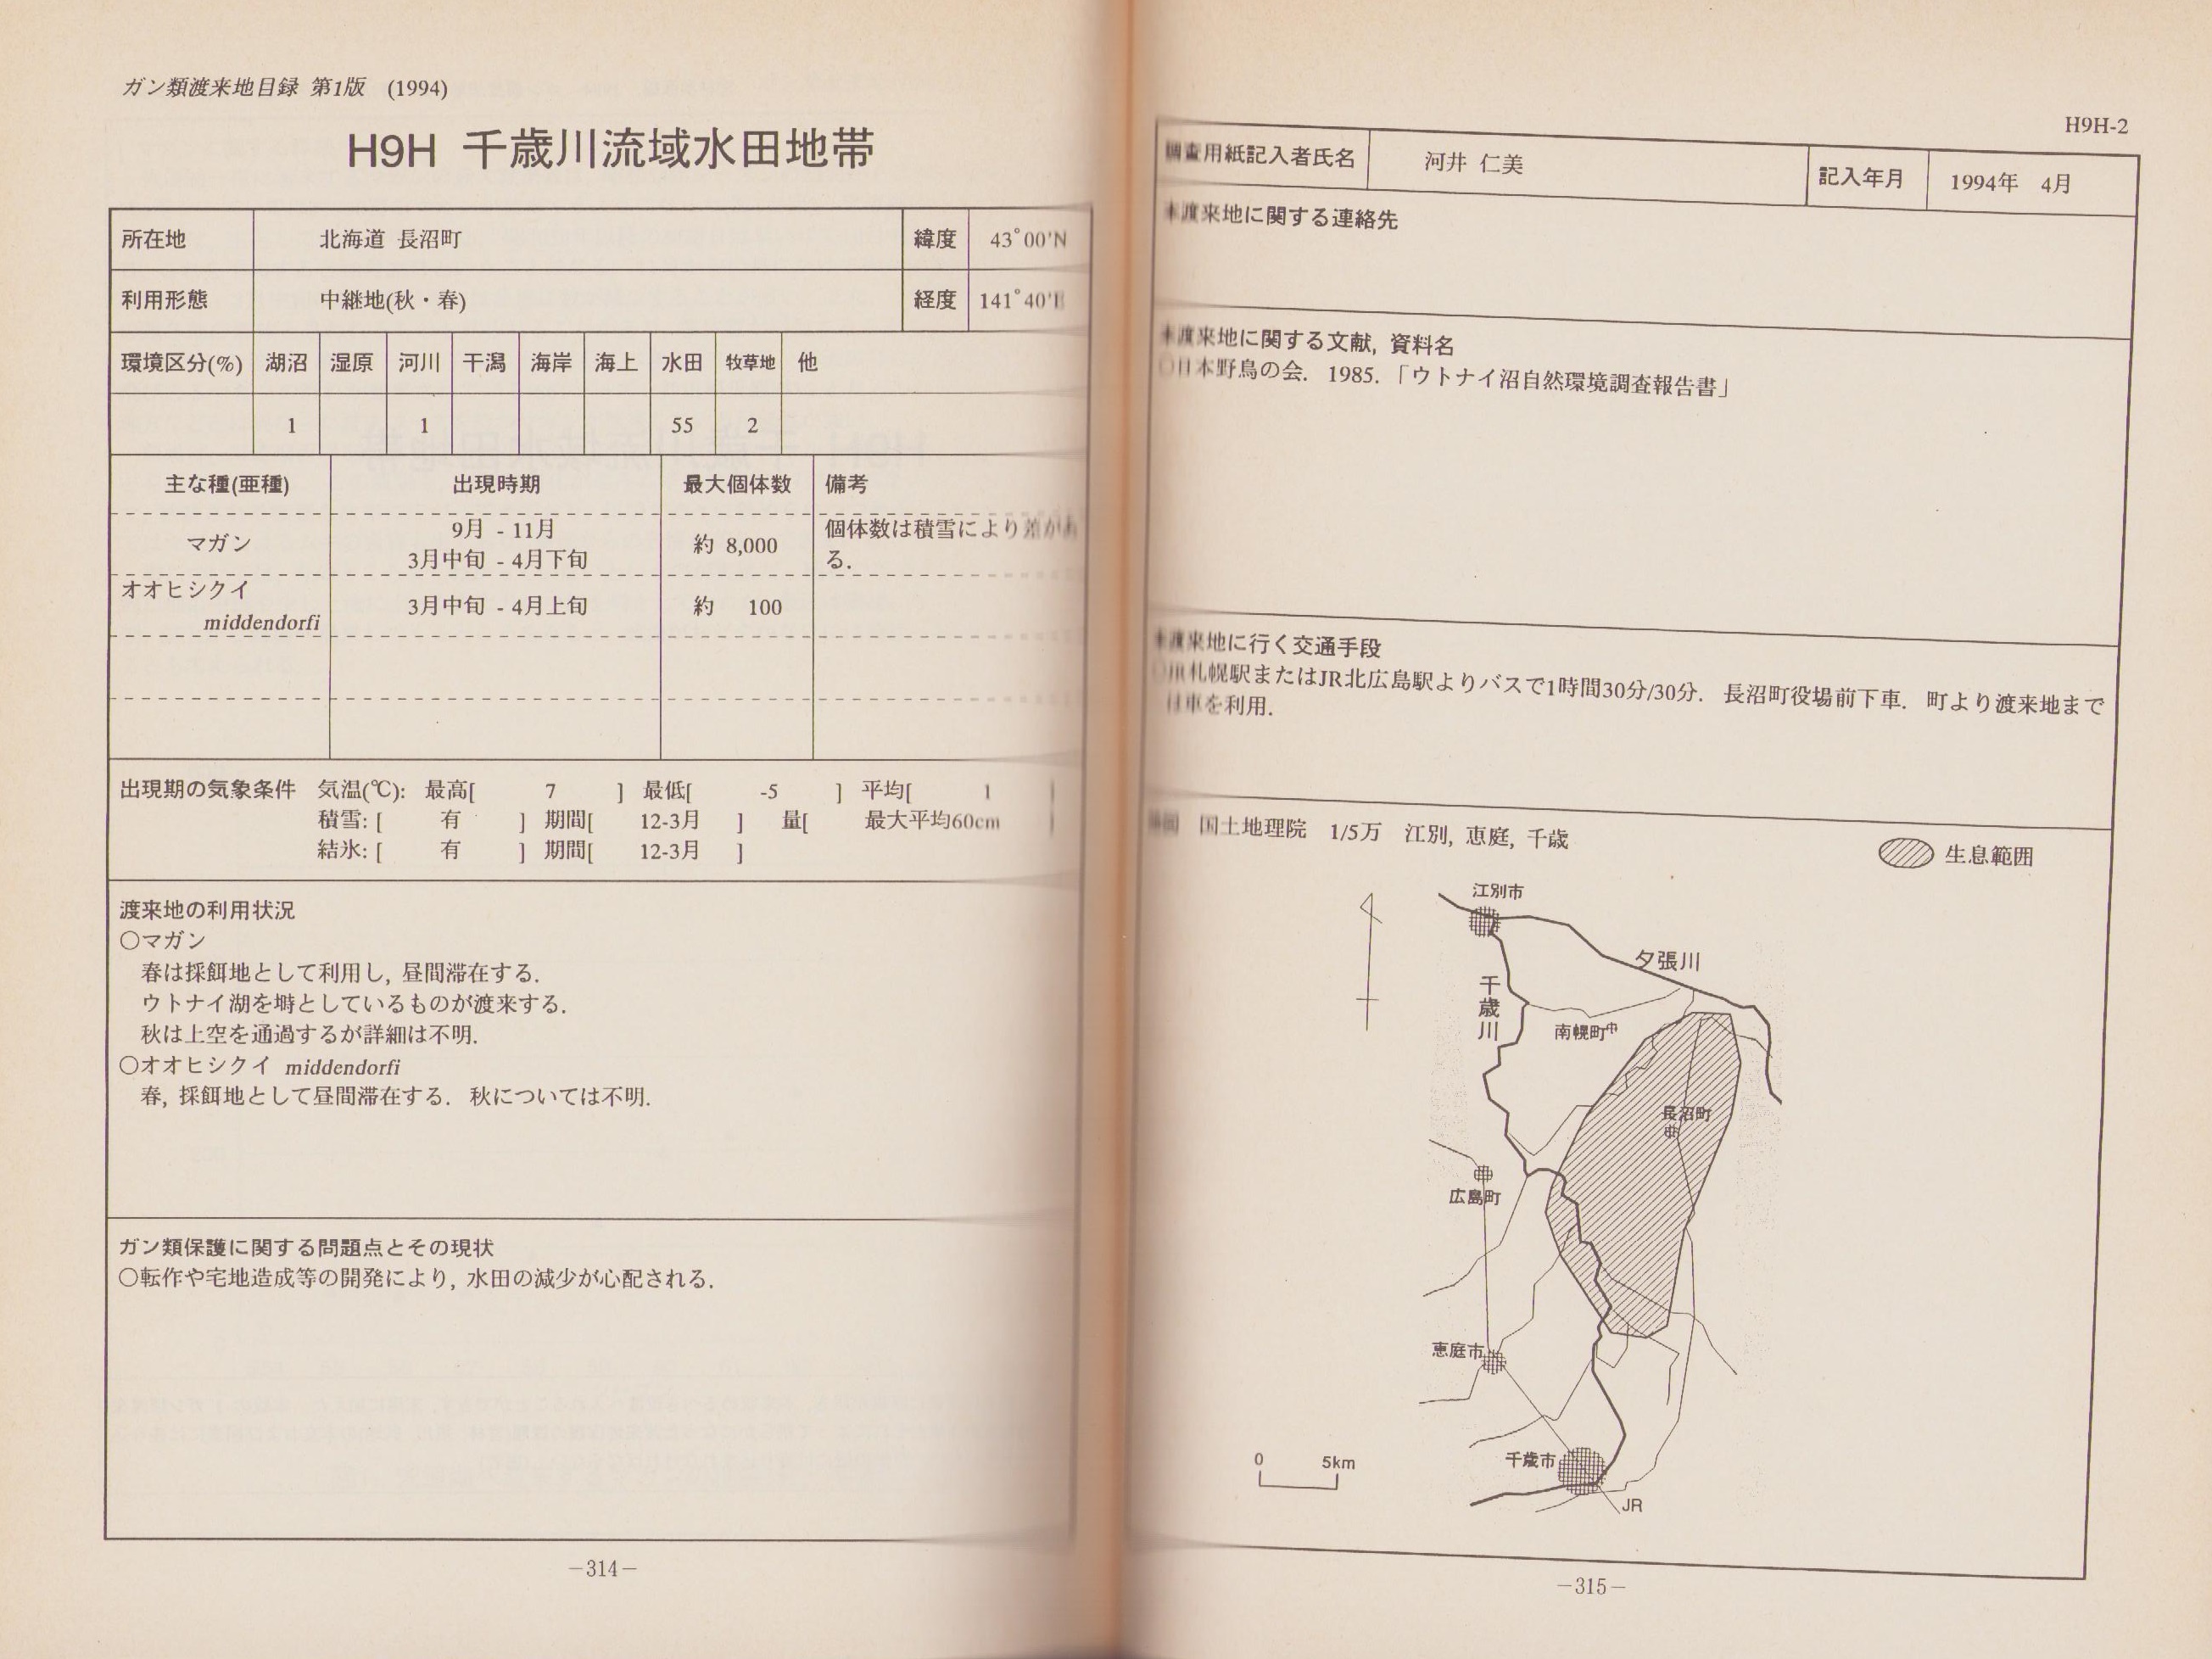 ガン類渡来地目録 第1版 (1994)
H9H 千歳川流域水田地帯
所在地 北海道 長沼町 緯度 43°00'N
利用形態 中継地(秋・春) 経度 141°40'E
環境区分(%) 湖沼 湿原 河川 干潟 海岸 海上 水田 牧草地 他
1 1 55 2
主な種(亜種) 出現時期 最大個体数 備考
マガン 9月 - 11月 3月中旬 - 4月下旬 約 8,000 個体数は積雪により差があ
る.
オオヒシクイ
middendorfi 3月中旬 - 4月上旬 約 100
出現期の気象条件 気温(℃): 最高[ 7 ] 最低[ -5 ] 平均[ 1 ]
積雪: [ 有 ] 期間[ 12-3月 ] 量[ 最大平均60cm ]
結氷: [ 有 ] 期間[ 12-3月 ]
渡来地の利用状況
○マガン
春は採餌地として利用し, 昼間滞在する.
ウトナイ湖を塒としているものが渡来する.
秋は上空を通過するが詳細は不明.
○オオヒシクイ middendorfi
春, 採餌地として昼間滞在する. 秋については不明.
ガン類保護に関する問題点とその現状
○転作や宅地造成等の開発により, 水田の減少が心配される.
－314－
H9H-2
調査用紙記入者氏名 河井 仁美 記入年月 1994年 4月
本渡来地に関する連絡先
本渡来地に関する文献, 資料名
○日本野鳥の会. 1985.「ウトナイ沼自然環境調査報告書」
本渡来地に行く交通手段
○JR札幌駅またはJR北広島駅よりバスで1時間30分/30分. 長沼町役場前下車. 町より渡来地まで
は車を利用.
国土地理院 1/5万 江別, 恵庭, 千歳
生息範囲
江別市
夕張川
千歳川
南幌町
長沼町
広島町
恵庭市
千歳市
0 5km
JR
－315－